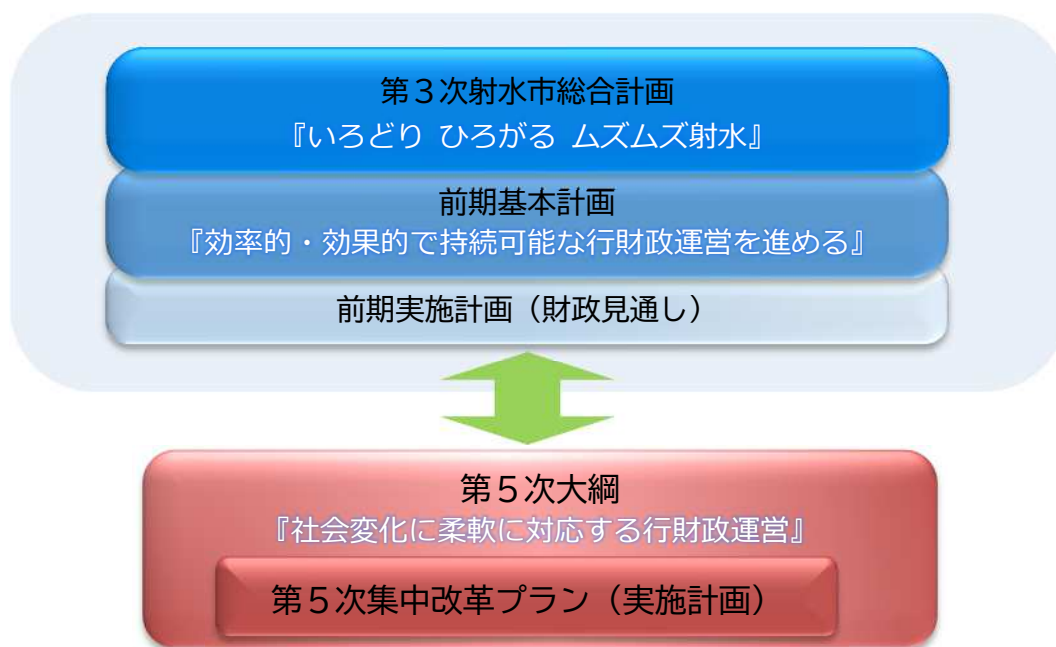 第３次射水市総合計画
『いろどり ひろがる ムズムズ射水』
前期基本計画
『効率的・効果的で持続可能な行財政運営を進める』
前期実施計画（財政見通し）
第５次大綱
『社会変化に柔軟に対応する行財政運営』
第５次集中改革プラン（実施計画）